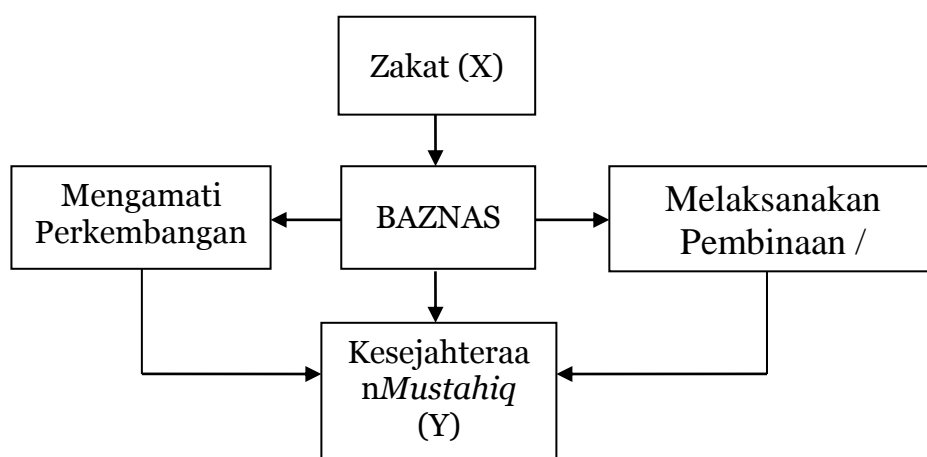 Zakat (X)
Mengamati
Perkembangan
BAZNAS
Melaksanakan
Pembinaan /
Kesejahteraa
nMustahiq
(Y)